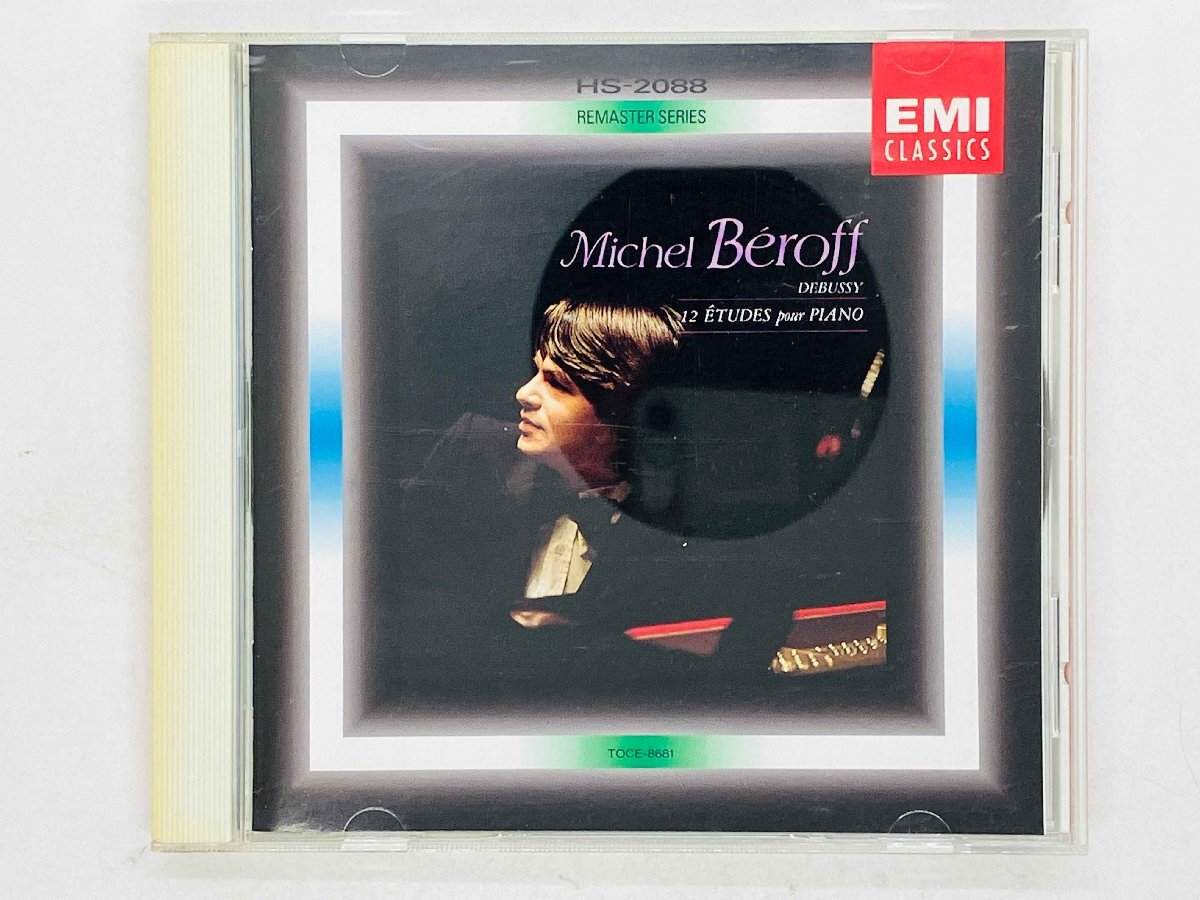 HS-2088
REMASTER SERIES
EMI
CLASSICS
Michel Béroff
DEBUSSY
12 ÉTUDES pour PIANO
TOCE-8681